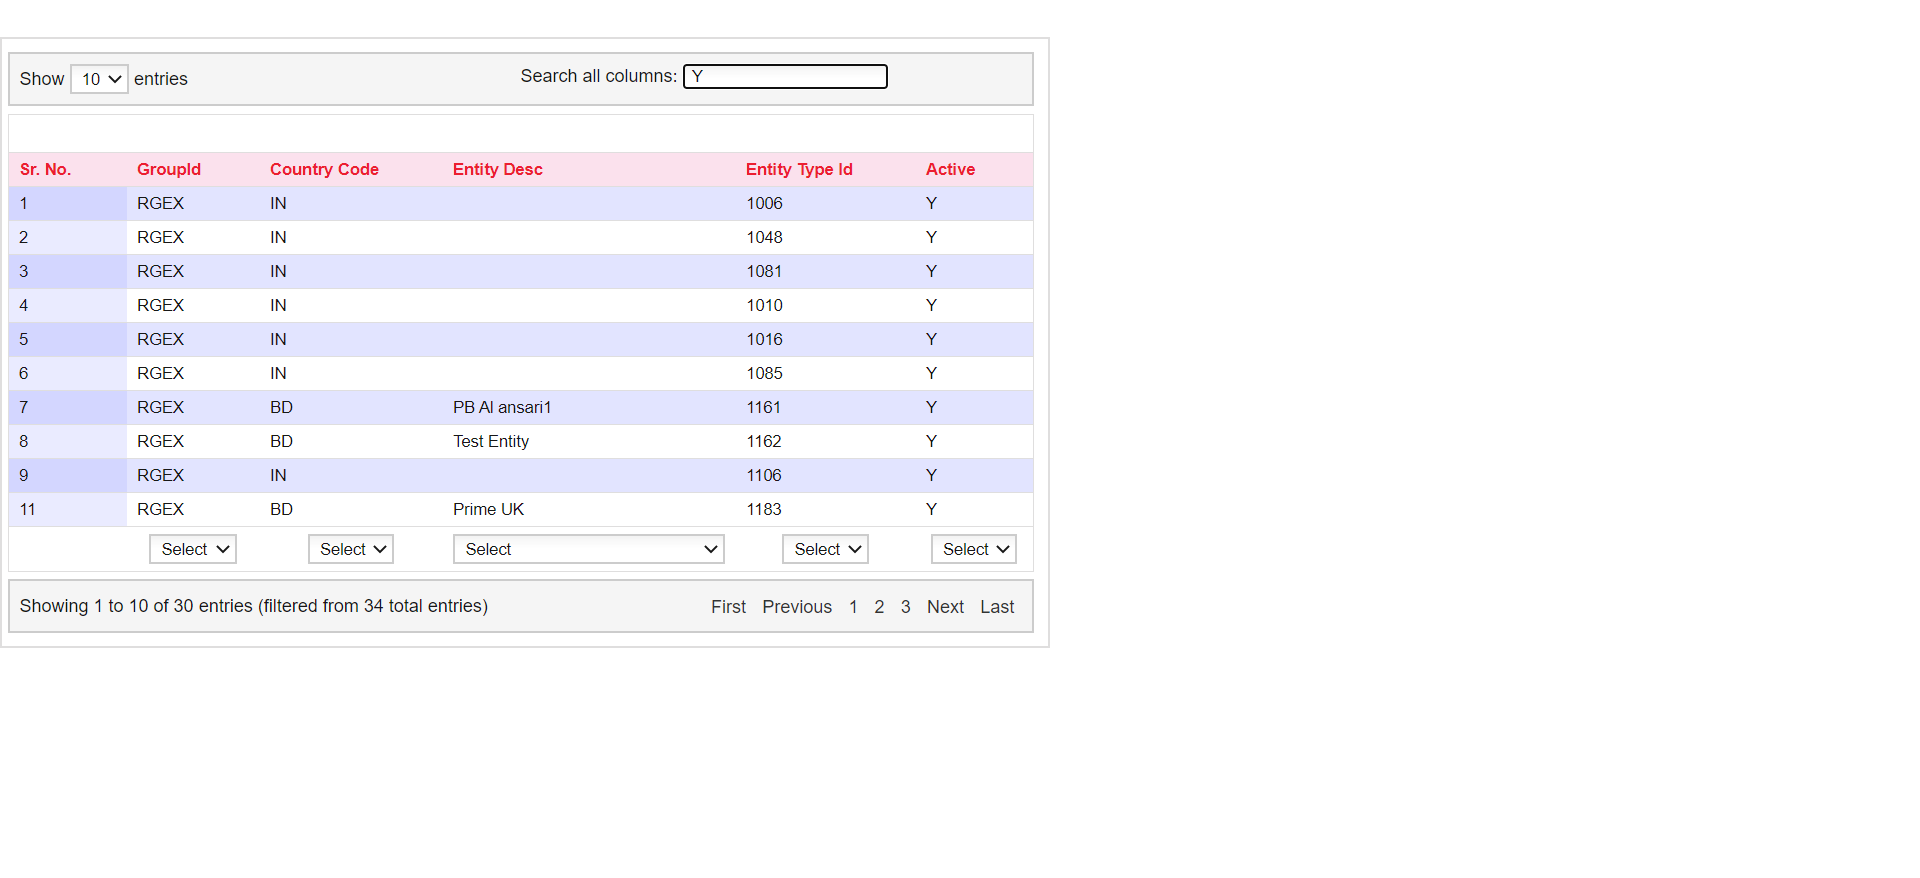 Show 10 entries Search all columns: Y
Sr. No. GroupId Country Code Entity Desc Entity Type Id Active
1 RGEX IN 1006 Y
2 RGEX IN 1048 Y
3 RGEX IN 1081 Y
4 RGEX IN 1010 Y
5 RGEX IN 1016 Y
6 RGEX IN 1085 Y
7 RGEX BD PB Al ansari1 1161 Y
8 RGEX BD Test Entity 1162 Y
9 RGEX IN 1106 Y
11 RGEX BD Prime UK 1183 Y
Select Select Select Select Select
Showing 1 to 10 of 30 entries (filtered from 34 total entries) First Previous 1 2 3 Next Last